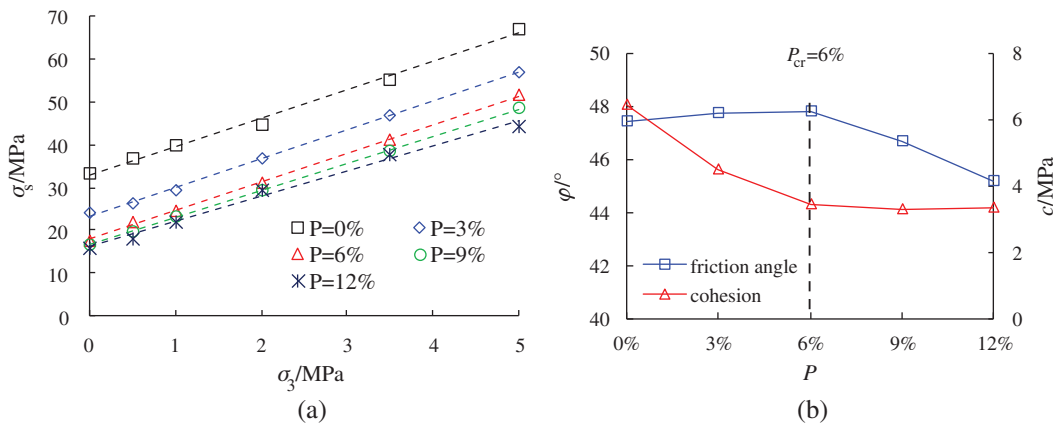 70
60
50
40
30
20
10
0
σs/MPa
0 1 2 3 4 5
σ3/MPa
P=0% P=3%
P=6% P=9%
P=12%
(a)
50
48
46
44
42
40
φ/°
Pcr=6%
8
6
4
2
0
c/MPa
friction angle
cohesion
0% 3% 6% 9% 12%
P
(b)